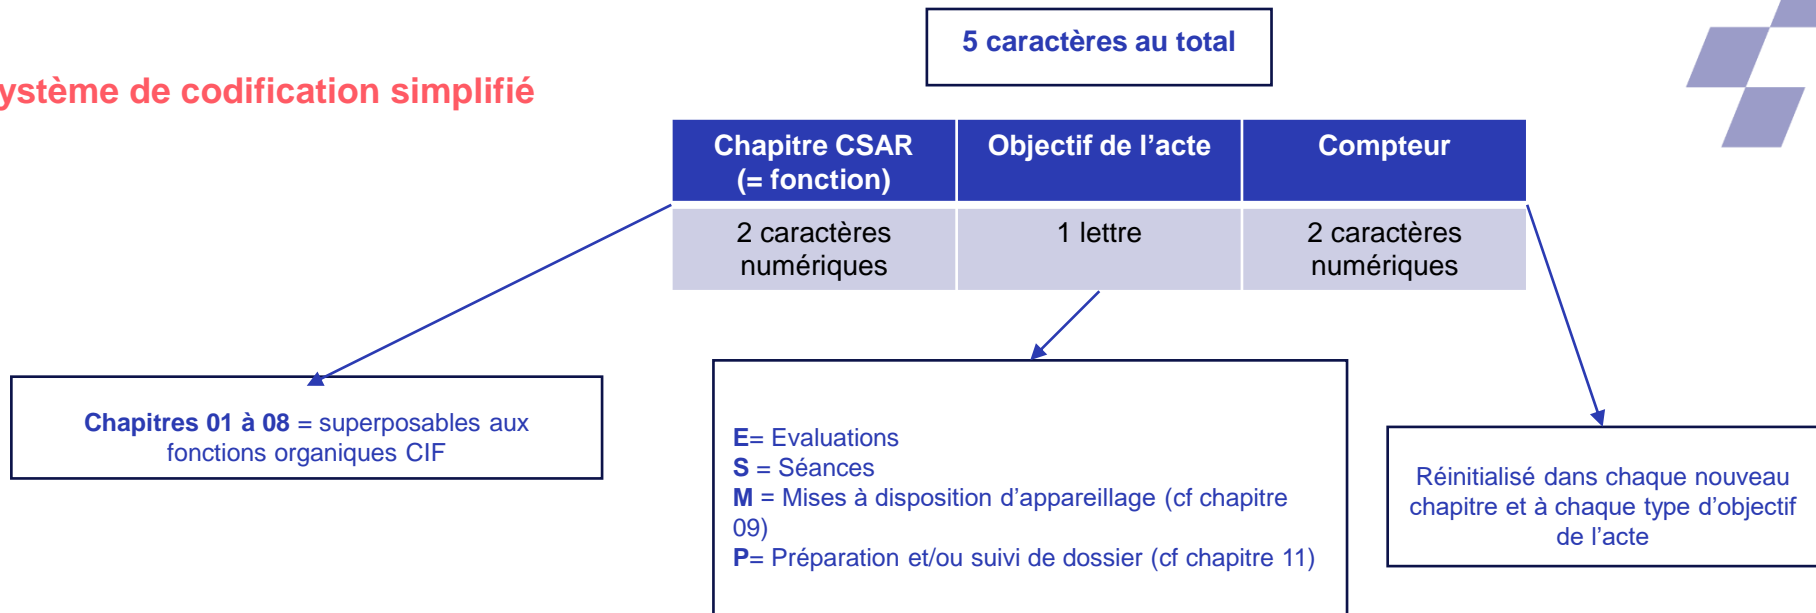 5 caractères au total
ystème de codification simplifié
Chapitre CSAR
(= fonction)
Objectif de l'acte
Compteur
2 caractères
numériques
1 lettre
2 caractères
numériques
Chapitres 01 à 08 = superposables aux
fonctions organiques CIF
E= Evaluations
S = Séances
M = Mises à disposition d'appareillage (cf chapitre
09)
P= Préparation et/ou suivi de dossier (cf chapitre 11)
Réinitialisé dans chaque nouveau
chapitre et à chaque type d'objectif
de l'acte